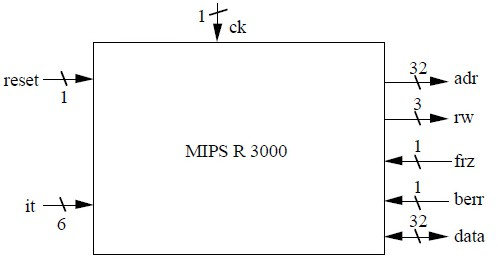 1
ck
reset
1
32
adr
3
rw
MIPS R 3000
1
frz
1
berr
it
6
32
data